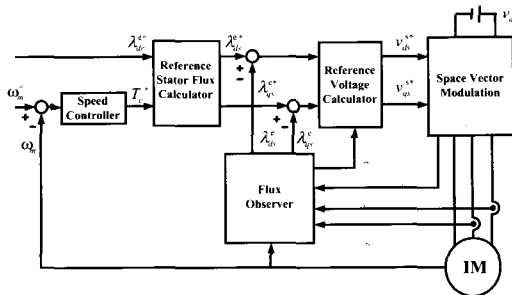 λ_dr^e*
λ_ds^e*
v_ds^s*
Reference
Stator Flux
Calculator
Reference
Voltage
Calculator
Space Vector
Modulation
ω_m^*
Speed
Controller
T_e^*
λ_qs^e*
v_qs^s*
+
-
ω_m
λ_ds^e
λ_qs^e
Flux
Observer
IM